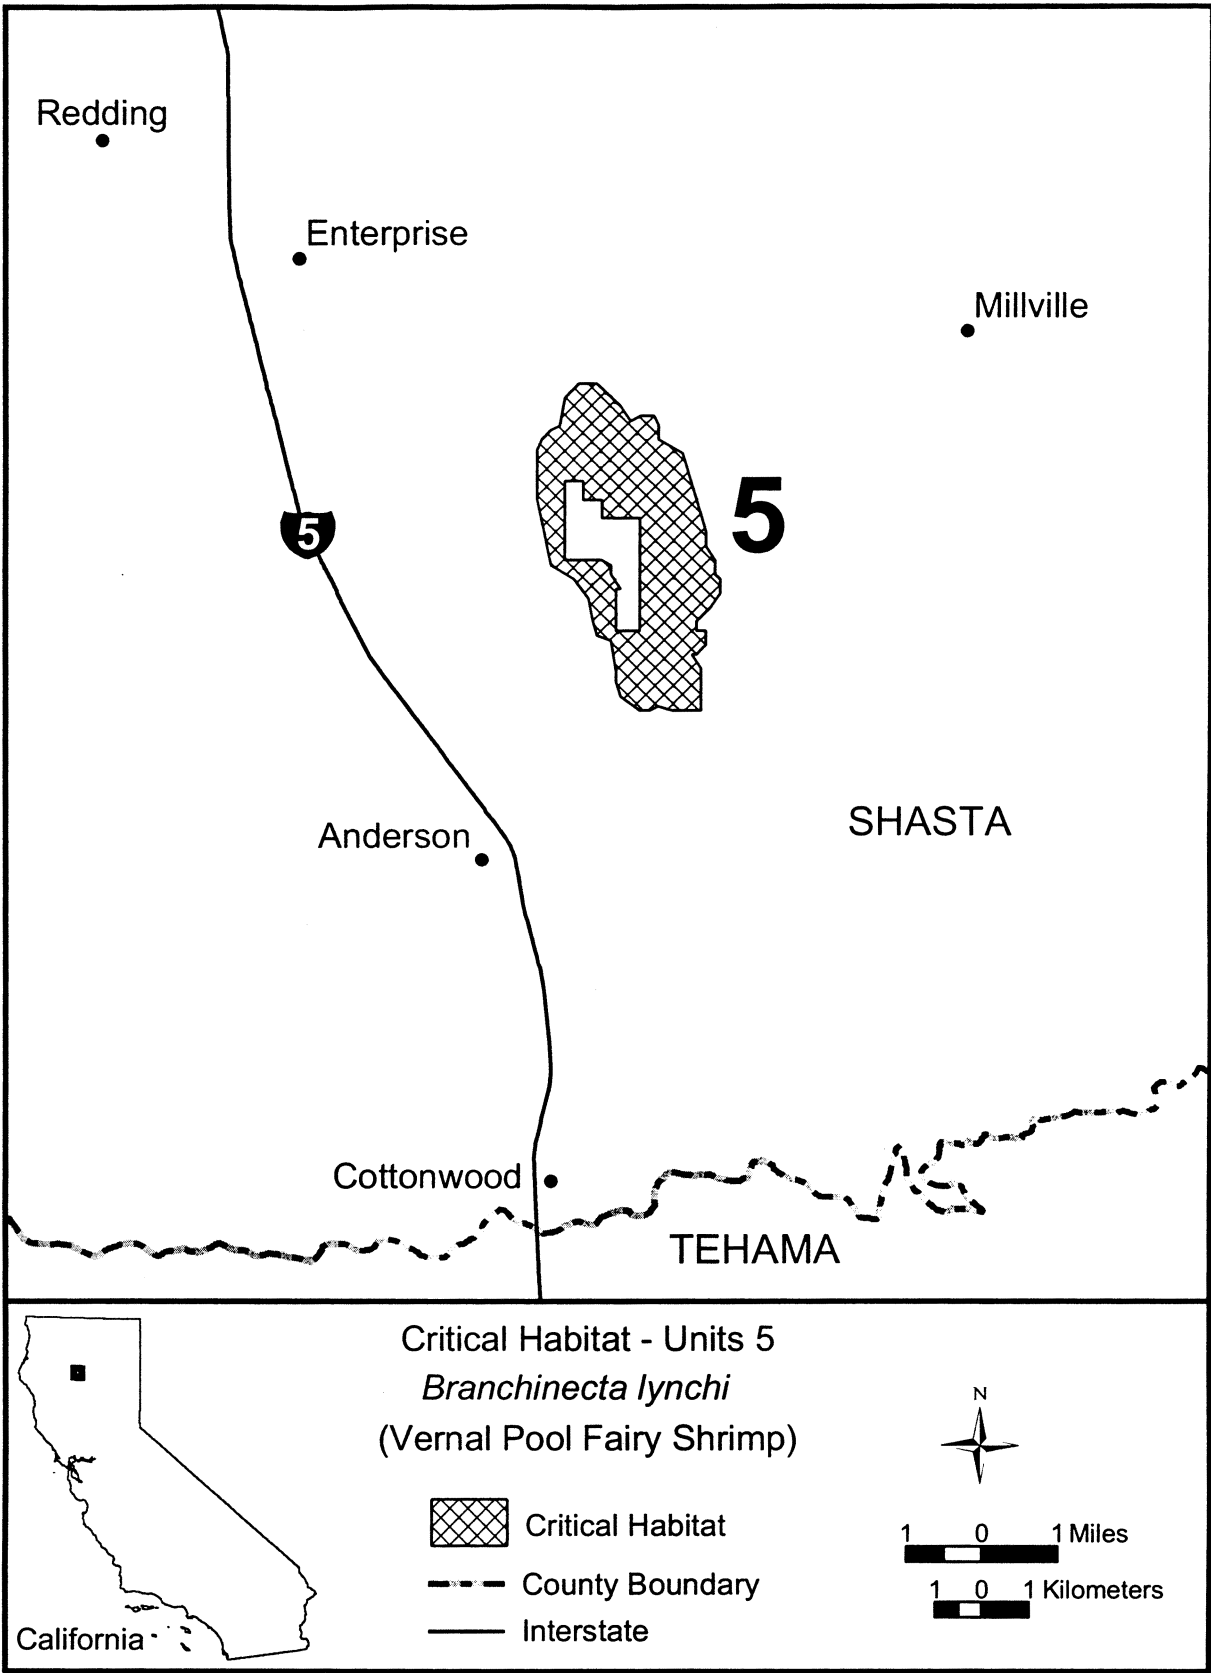 Redding
Enterprise
Millville
5
5
Anderson
SHASTA
Cottonwood
TEHAMA
Critical Habitat - Units 5
Branchinecta lynchi
(Vernal Pool Fairy Shrimp)
N
Critical Habitat
County Boundary
Interstate
1 0 1 Miles
1 0 1 Kilometers
California